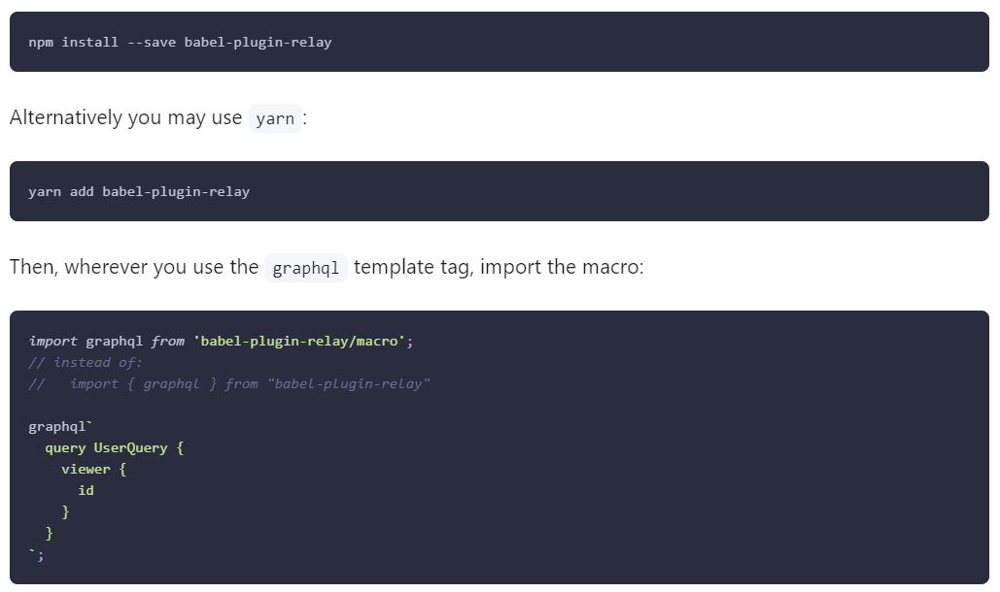 npm install --save babel-plugin-relay
Alternatively you may use yarn:
yarn add babel-plugin-relay
Then, wherever you use the graphql template tag, import the macro:
import graphql from 'babel-plugin-relay/macro';
// instead of:
//   import { graphql } from "babel-plugin-relay"
graphql`
  query UserQuery {
    viewer {
      id
    }
  }
`;